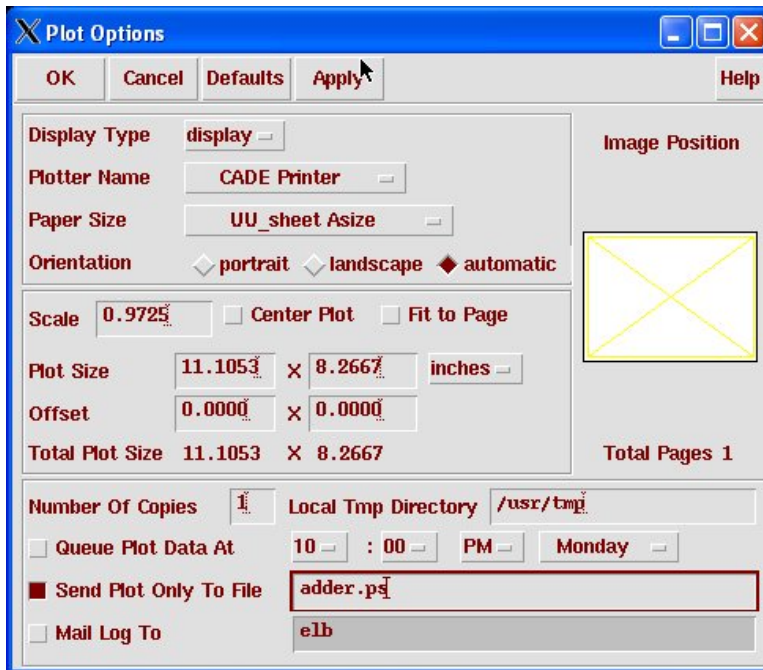 Plot Options
OK Cancel Defaults Apply Help
Display Type display
Image Position
Plotter Name CADE Printer
Paper Size UU_sheet Asize
Orientation portrait landscape automatic
Scale 0.9725 Center Plot Fit to Page
Plot Size 11.1053 X 8.2667 inches
Offset 0.0000 X 0.0000
Total Plot Size 11.1053 X 8.2667
Total Pages 1
Number Of Copies 1 Local Tmp Directory /usr/tmp
Queue Plot Data At 10 : 00 PM Monday
Send Plot Only To File adder.ps
Mail Log To elb